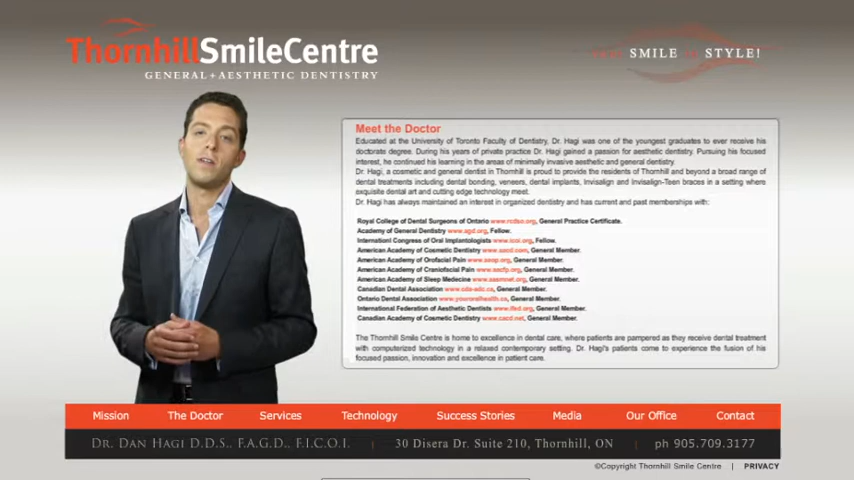 ThornhillSmileCentre
GENERAL+AESTHETIC DENTISTRY
SMILE STYLE!
Meet the Doctor
Educated at the University of Toronto Faculty of Dentistry, Dr. Hagi was one of the youngest graduates to ever receive his
doctorate degree. During his years of private practice Dr. Hagi gained a passion for aesthetic dentistry. Pursuing his focused
interest, he continued his learning in the areas of minimally invasive aesthetic and general dentistry.
Dr. Hagi, a cosmetic and general dentist in Thornhill is proud to provide the residents of Thornhill and beyond a broad range of
dental treatments including dental bonding, veneers, dental implants, Invisalign and Invisalign-Teen braces in a setting where
exquisite dental art and cutting edge technology meet.
Dr. Hagi has always maintained an interest in organized dentistry and has current and past memberships with:
Royal College of Dental Surgeons of Ontario www.rcdso.org, General Practice Certificate.
Academy of General Dentistry www.agd.org, Fellow.
Internationl Congress of Oral Implantologists www.icoi.org, Fellow.
American Academy of Cosmetic Dentistry www.aacd.com, General Member.
American Academy of Orofacial Pain www.aaop.org, General Member.
American Academy of Craniofacial Pain www.aacfp.org, General Member.
American Academy of Sleep Medecine www.aasmnet.org, General Member.
Canadian Dental Association www.cda-adc.ca, General Member.
Ontario Dental Association www.youroralhealth.ca, General Member.
International Federation of Aesthetic Dentists www.ifed.org, General Member.
Canadian Academy of Cosmetic Dentistry www.cacd.net, General Member.
The Thornhill Smile Centre is home to excellence in dental care, where patients are pampered as they receive dental treatment
with computerized technology in a relaxed contemporary setting. Dr. Hagi's patients come to experience the fusion of his
focused passion, innovation and excellence in patient care.
Mission The Doctor Services Technology Success Stories Media Our Office Contact
DR. DAN HAGI D.D.S., F.A.G.D., F.I.C.O.I. | 30 Disera Dr. Suite 210, Thornhill, ON | ph 905.709.3177
©Copyright Thornhill Smile Centre | PRIVACY